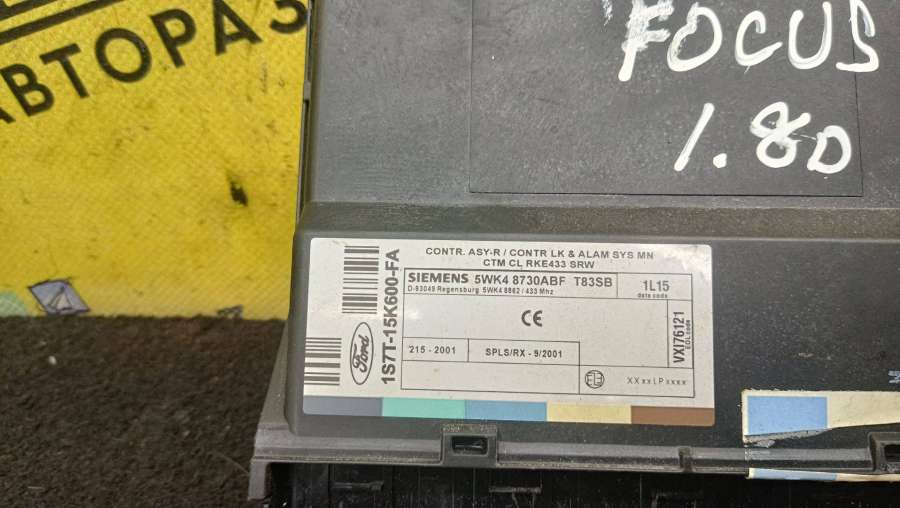 АВТОРАЗ
FOCUS
1.8D
CONTR. ASY-R / CONTR LK & ALAM SYS MN
CTM CL RKE433 SRW
SIEMENS 5WK4 8730ABF T83SB
D-93049 Regensburg 5WK4 8862 / 433 Mhz
1L15
date code
CE
215 - 2001
SPLS/RX - 9/2001
VXI76121
EOL code
XXxxLPxxxx
Ford
1S7T-15K600-FA